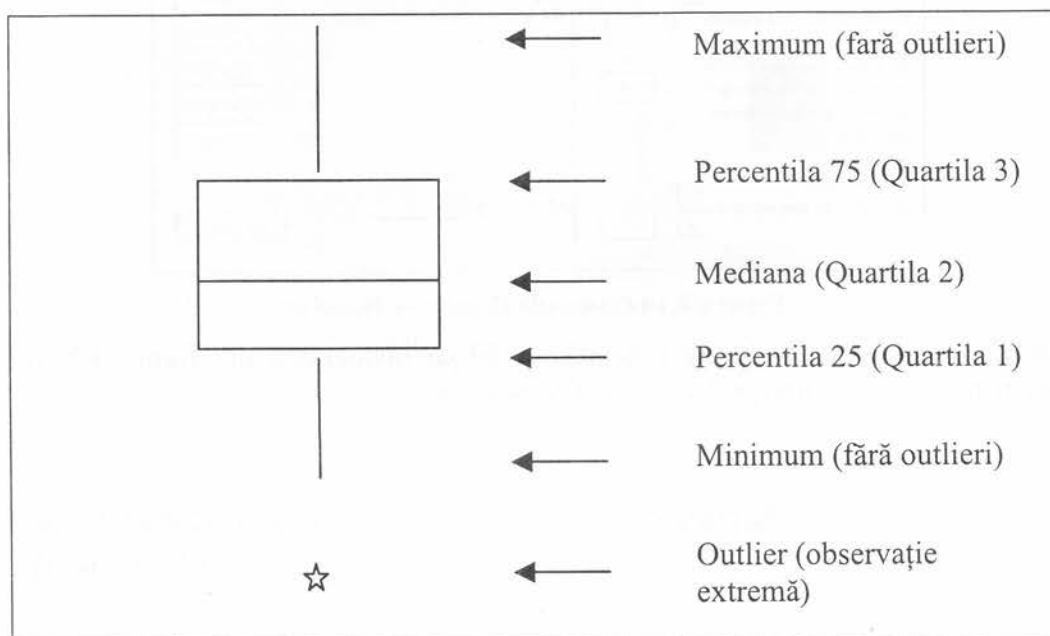 Maximum (fară outlieri)
Percentila 75 (Quartila 3)
Mediana (Quartila 2)
Percentila 25 (Quartila 1)
Minimum (fără outlieri)
Outlier (observație
extremă)